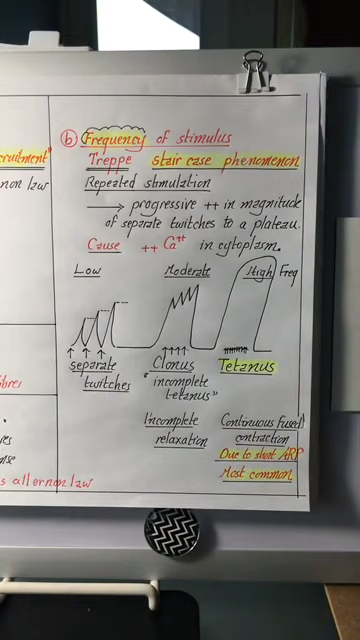 ecruitment"
non law
fibres
res
nse
s all or non law
(b) Frequency of stimulus
Treppe stair case phenomenon
Repeated stimulation
→ progressive ++ in magnitude
of separate twitches to a plateau.
Cause ++ Ca++ in cytoplasm.
Low Moderate High Freq
separate
twitches
Clonus
"incomplete
tetanus"
Tetanus
Incomplete
relaxation
Continuous Fused
contraction
Due to short ARP
Most common